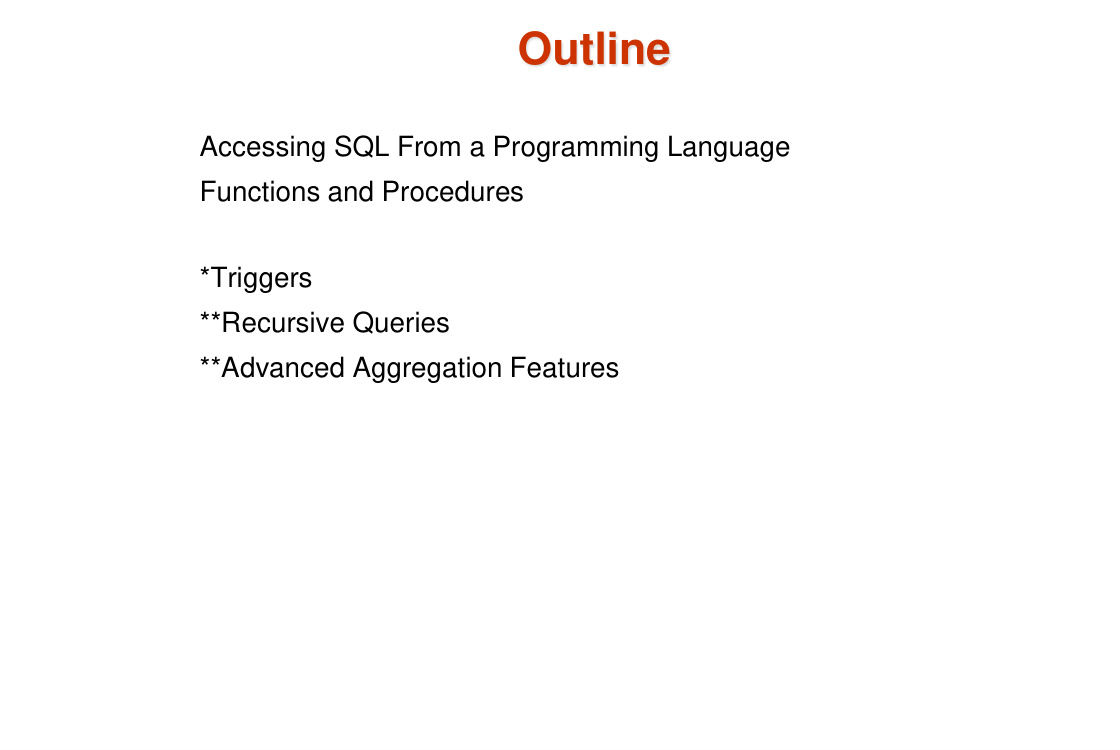 Outline
Accessing SQL From a Programming Language
Functions and Procedures
*Triggers
**Recursive Queries
**Advanced Aggregation Features